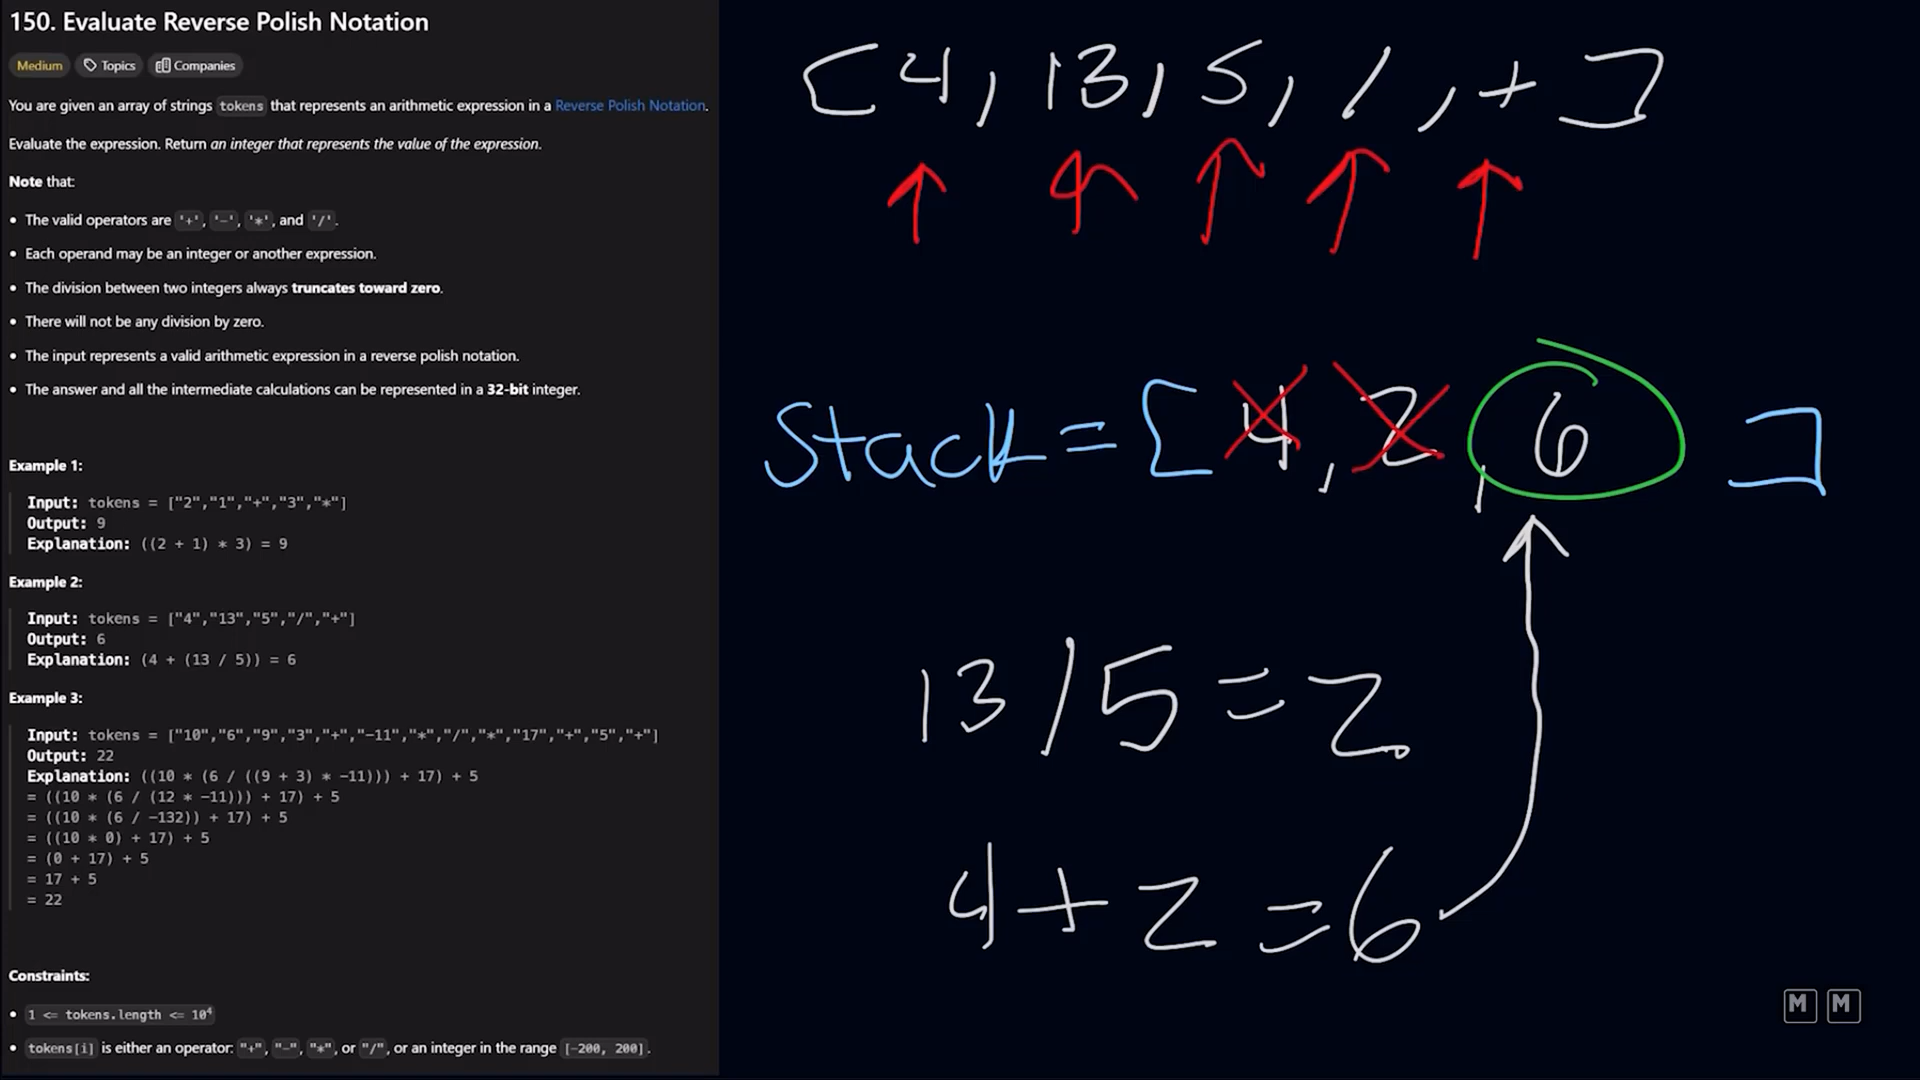 150. Evaluate Reverse Polish Notation
Medium Topics Companies
You are given an array of strings tokens that represents an arithmetic expression in a Reverse Polish Notation.
Evaluate the expression. Return an integer that represents the value of the expression.
Note that:
• The valid operators are '+', '-', '*', and '/'.
• Each operand may be an integer or another expression.
• The division between two integers always truncates toward zero.
• There will not be any division by zero.
• The input represents a valid arithmetic expression in a reverse polish notation.
• The answer and all the intermediate calculations can be represented in a 32-bit integer.
Example 1:
Input: tokens = ["2","1","+","3","*"]
Output: 9
Explanation: ((2 + 1) * 3) = 9
Example 2:
Input: tokens = ["4","13","5","/","+"]
Output: 6
Explanation: (4 + (13 / 5)) = 6
Example 3:
Input: tokens = ["10","6","9","3","+","-11","*","/","*","17","+","5","+"]
Output: 22
Explanation: ((10 * (6 / ((9 + 3) * -11))) + 17) + 5
= ((10 * (6 / (12 * -11))) + 17) + 5
= ((10 * (6 / -132)) + 17) + 5
= ((10 * 0) + 17) + 5
= (0 + 17) + 5
= 17 + 5
= 22
Constraints:
• 1 <= tokens.length <= 10⁴
• tokens[i] is either an operator: "+", "-", "*", or "/", or an integer in the range [-200, 200].
[4, 13, 5, /, +]
Stack = [4, 2, 6]
13/5=2
4+2=6
M M